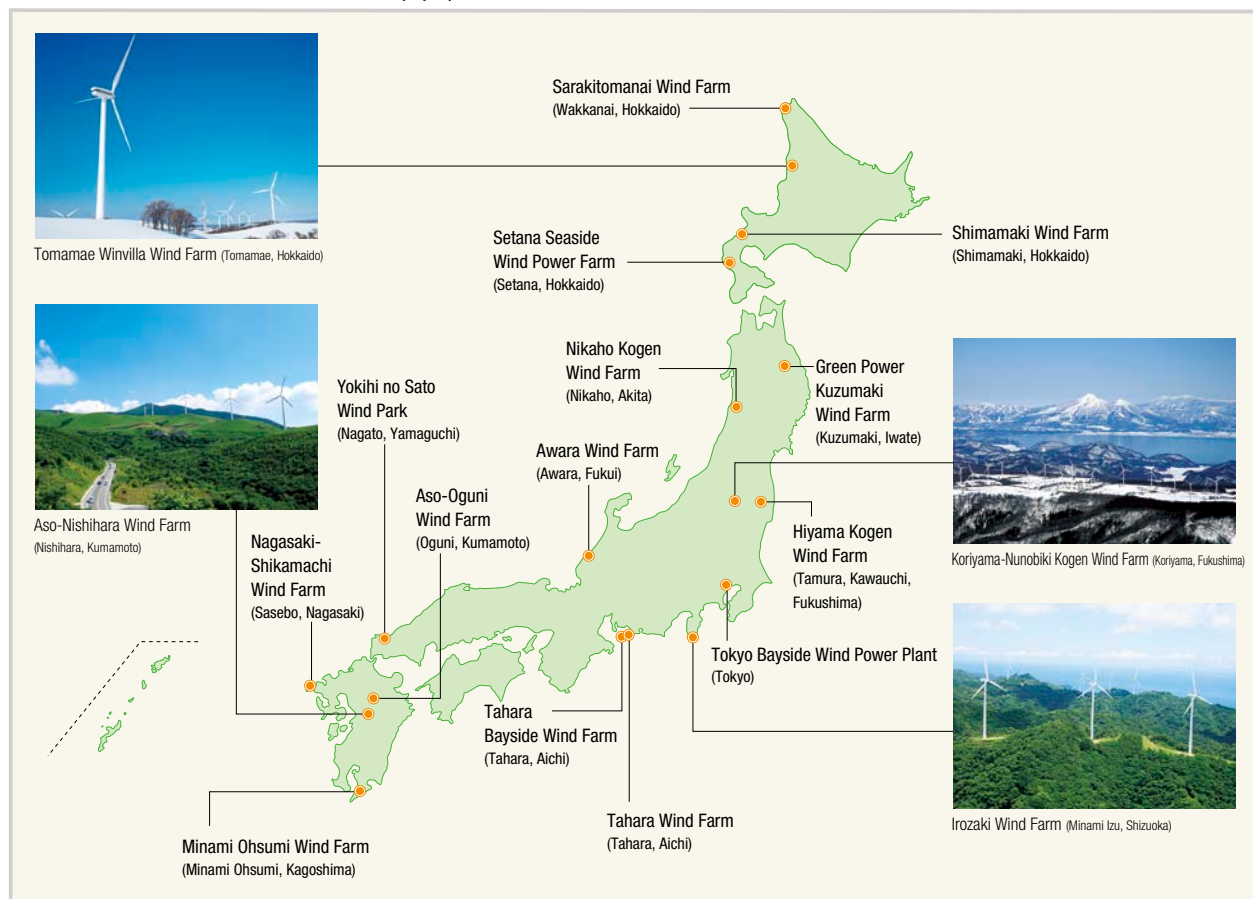 Sarakitomanai Wind Farm
(Wakkanai, Hokkaido)
Tomamae Winvilla Wind Farm (Tomamae, Hokkaido)
Setana Seaside
Wind Power Farm
(Setana, Hokkaido)
Shimamaki Wind Farm
(Shimamaki, Hokkaido)
Nikaho Kogen
Wind Farm
(Nikaho, Akita)
Green Power
Kuzumaki
Wind Farm
(Kuzumaki, Iwate)
Yokihi no Sato
Wind Park
(Nagato, Yamaguchi)
Awara Wind Farm
(Awara, Fukui)
Aso-Oguni
Wind Farm
(Oguni, Kumamoto)
Aso-Nishihara Wind Farm
(Nishihara, Kumamoto)
Nagasaki-
Shikamachi
Wind Farm
(Sasebo, Nagasaki)
Hiyama Kogen
Wind Farm
(Tamura, Kawauchi,
Fukushima)
Koriyama-Nunobiki Kogen Wind Farm (Koriyama, Fukushima)
Tokyo Bayside Wind Power Plant
(Tokyo)
Tahara
Bayside Wind Farm
(Tahara, Aichi)
Tahara Wind Farm
(Tahara, Aichi)
Irozaki Wind Farm (Minami Izu, Shizuoka)
Minami Ohsumi Wind Farm
(Minami Ohsumi, Kagoshima)